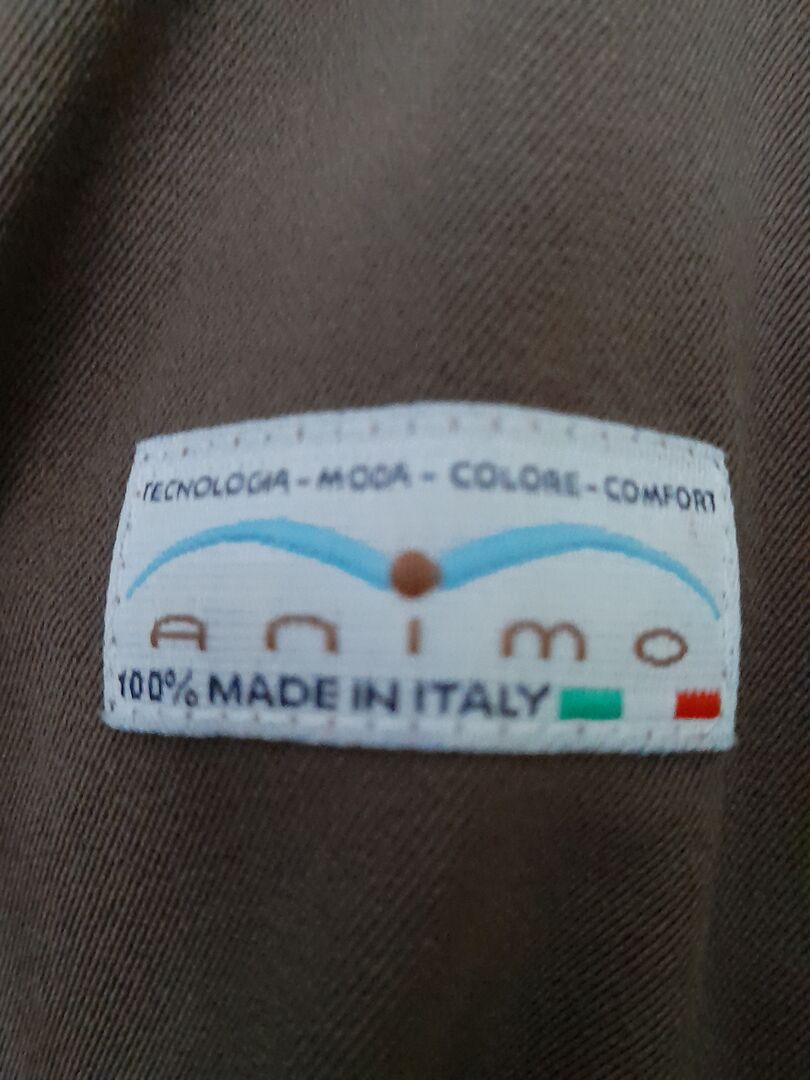 TECNOLOGIA - MODA - COLORE - COMFORT
animo
100% MADE IN ITALY